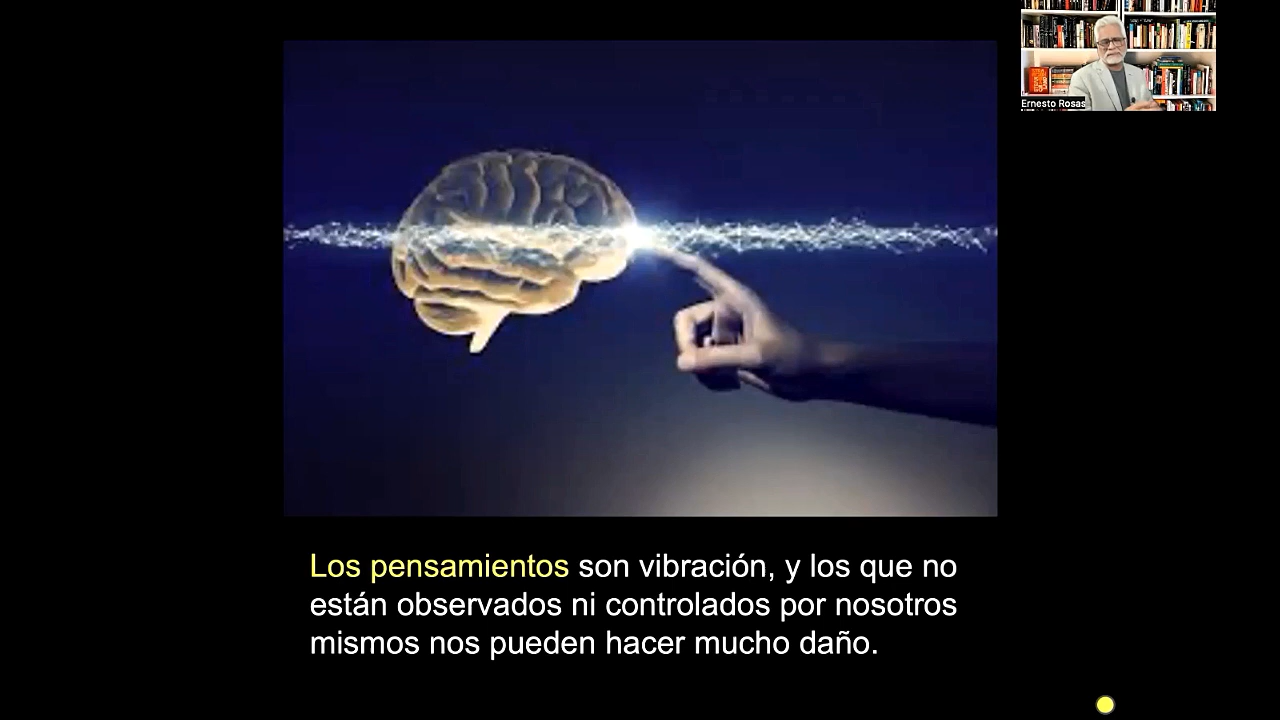 Ernesto Rosas
Los pensamientos son vibración, y los que no
están observados ni controlados por nosotros
mismos nos pueden hacer mucho daño.